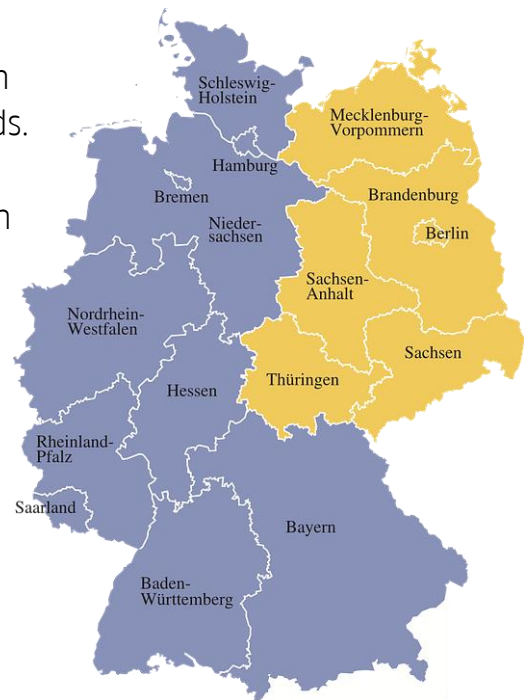 n
ds.
n
Schleswig-
Holstein
Mecklenburg-
Vorpommern
Hamburg
Bremen
Brandenburg
Nieder-
sachsen
Berlin
Sachsen-
Anhalt
Nordrhein-
Westfalen
Sachsen
Thüringen
Hessen
Rheinland-
Pfalz
Saarland
Bayern
Baden-
Württemberg